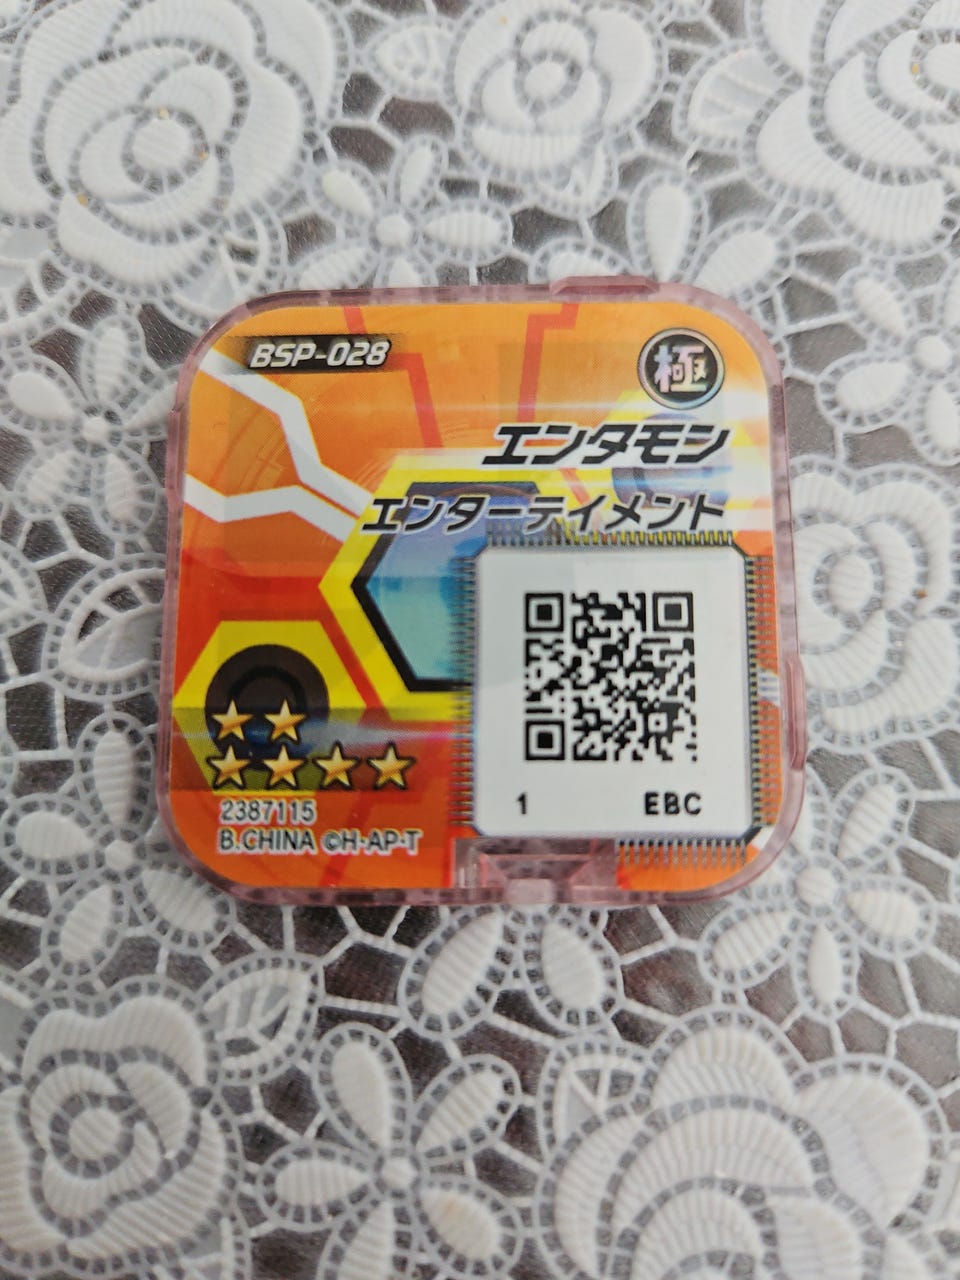 BSP-028
極
エンタモン
エンターテイメント
1 EBC
2387115
B.CHINA ©H·AP·T